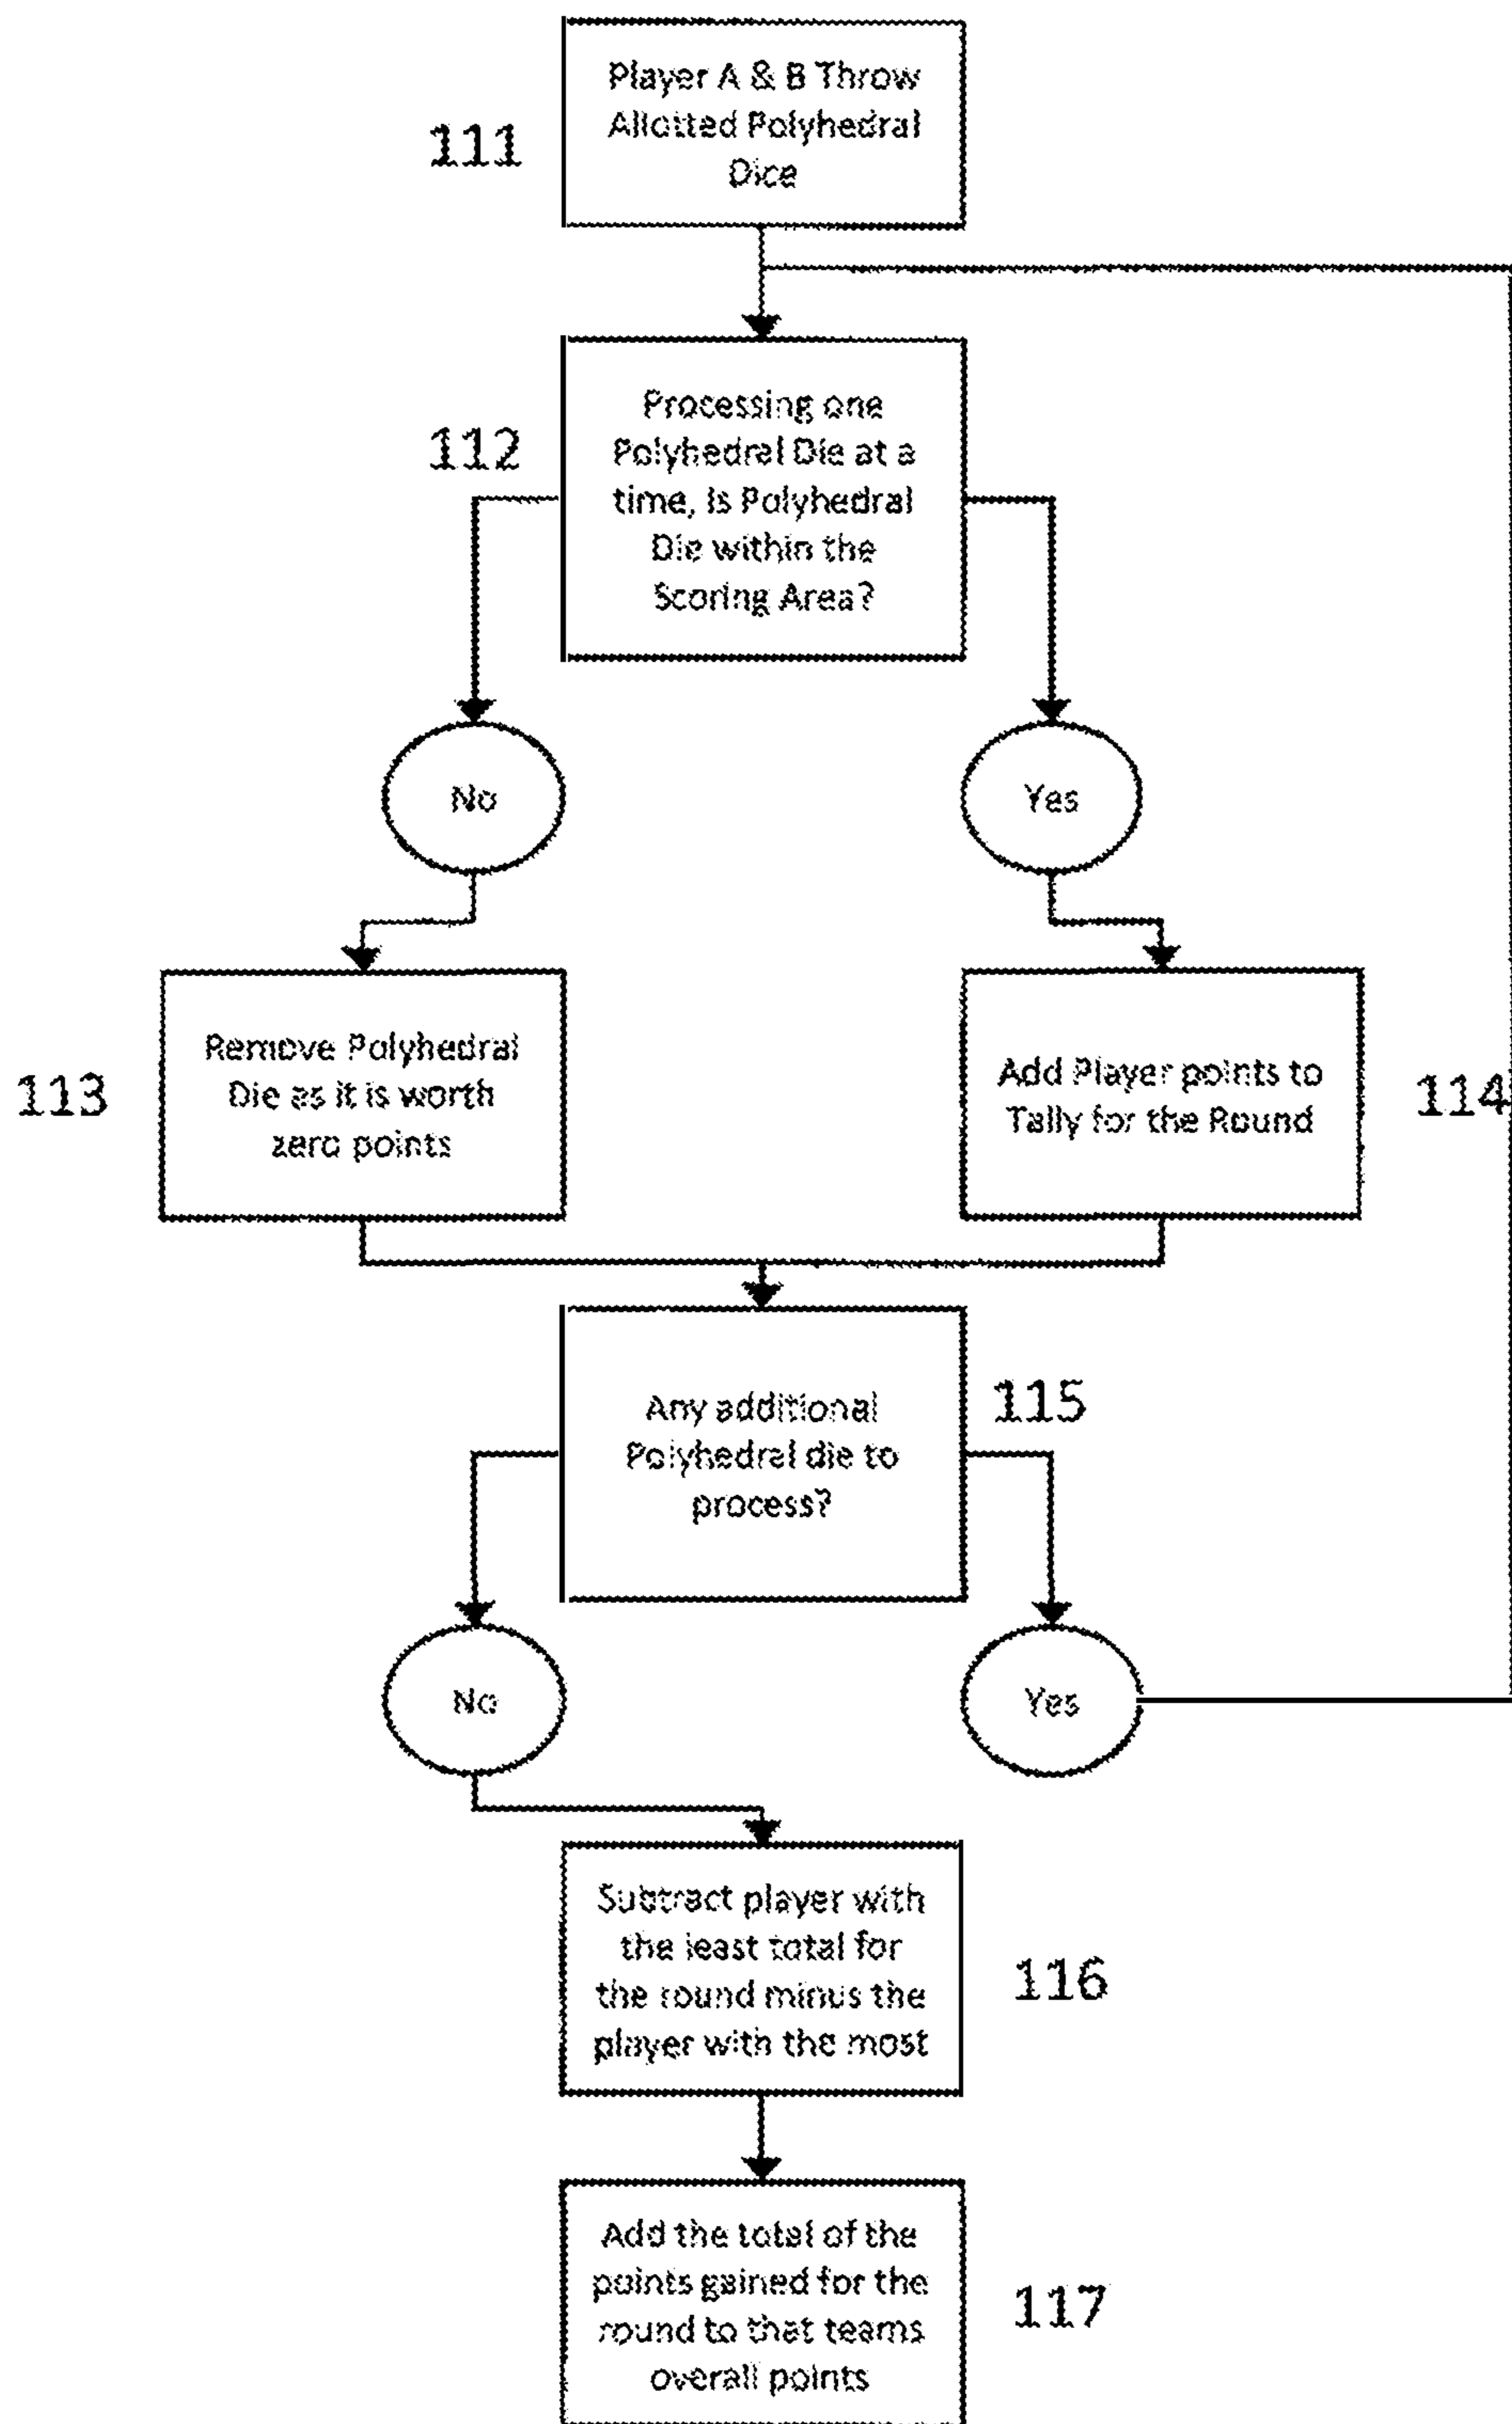 Player A & B Throw
Allotted Polyhedral
Dice
111
Processing one
Polyhedral Die at a
time, Is Polyhedral
Die within the
Scoring Area?
112
No
Yes
Remove Polyhedral
Die as it is worth
zero points
113
Add Player points to
Tally for the Round
114
Any additional
Polyhedral die to
process?
115
No
Yes
Subtract player with
the least total for
the round minus the
player with the most
116
Add the total of the
points gained for the
round to that teams
overall points
117